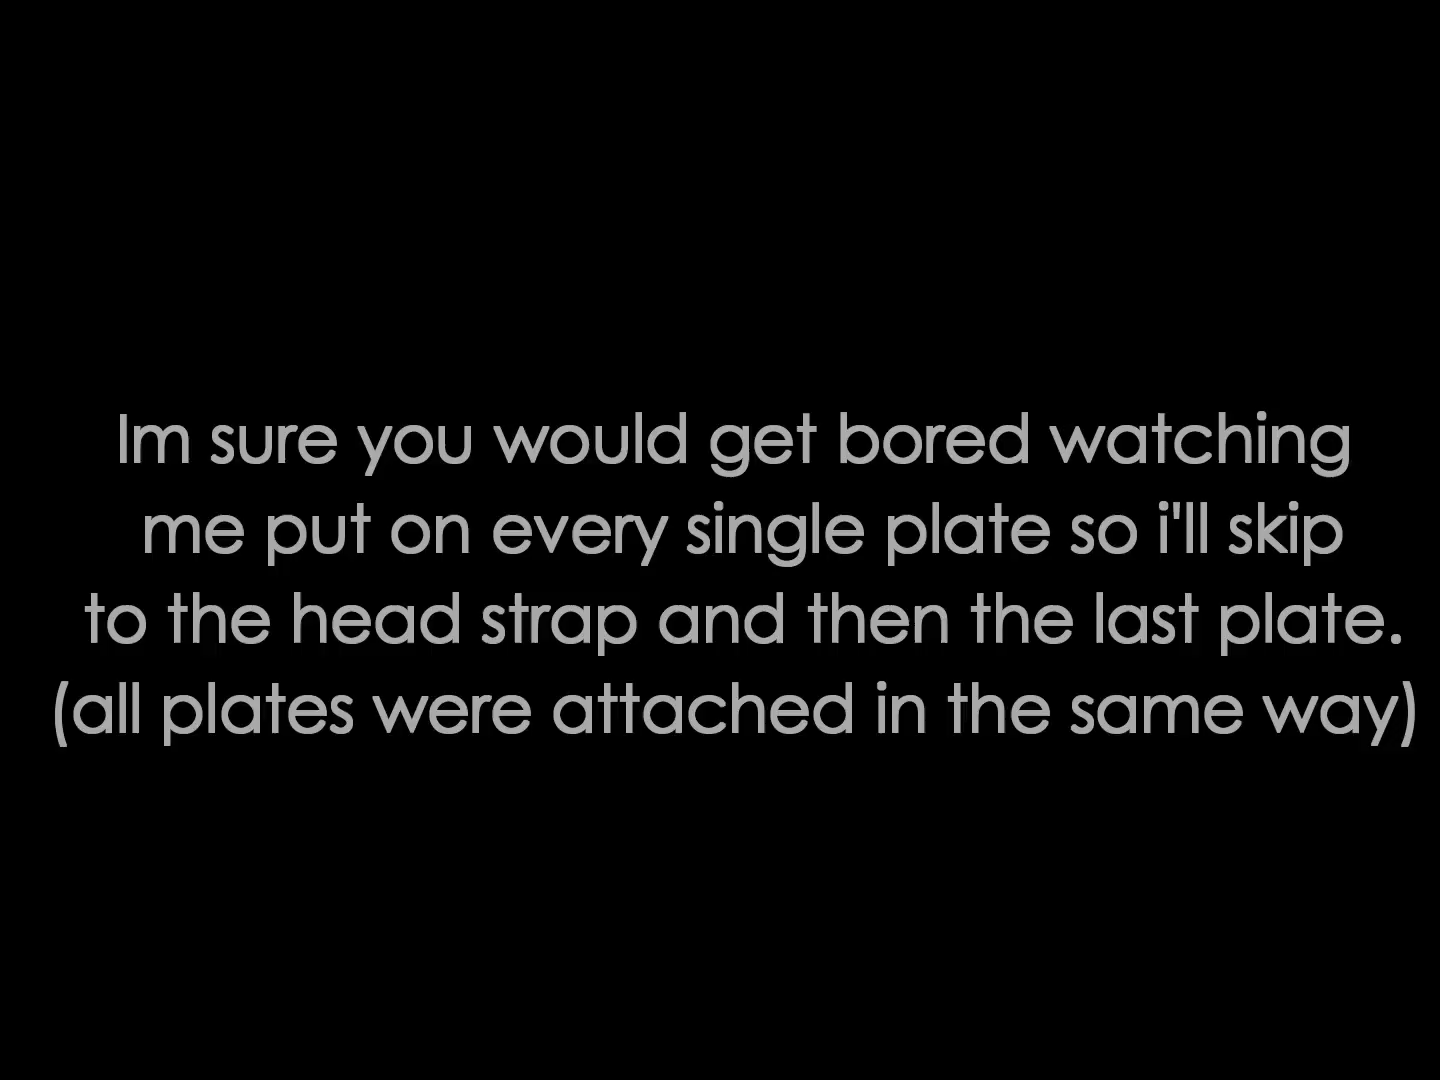 Im sure you would get bored watching
me put on every single plate so i'll skip
to the head strap and then the last plate.
(all plates were attached in the same way)